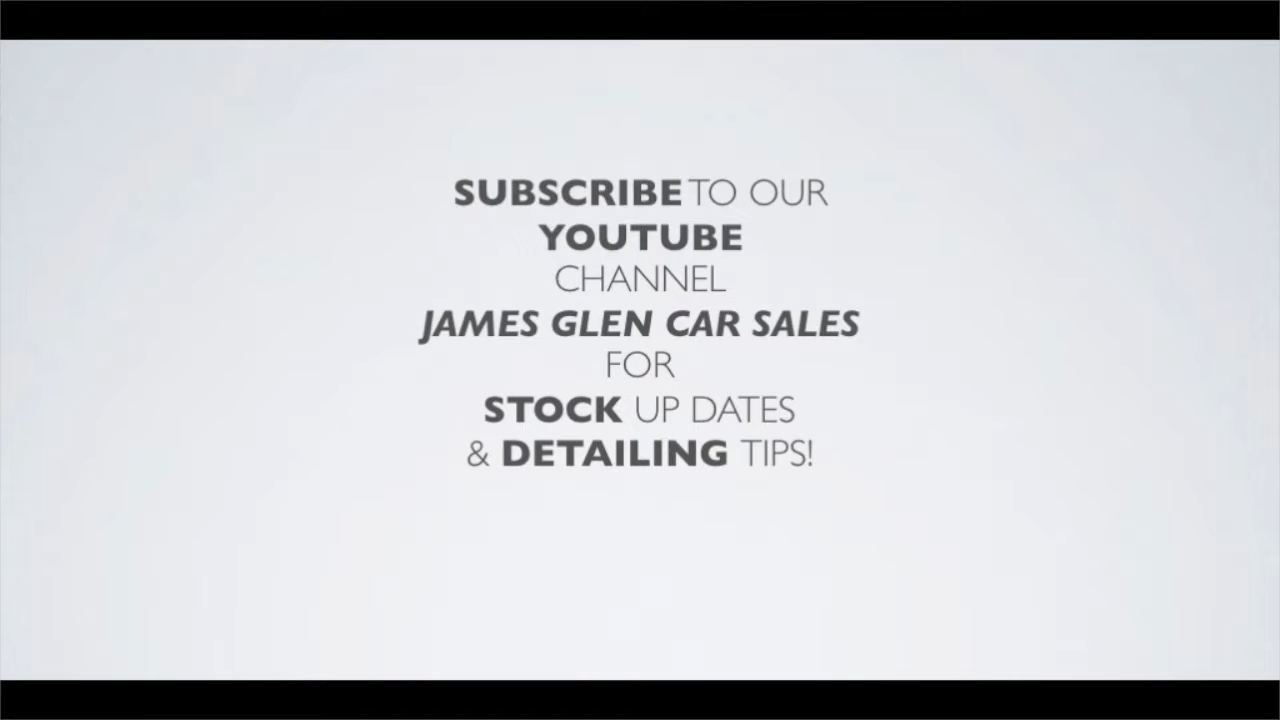 SUBSCRIBE TO OUR
YOUTUBE
CHANNEL
JAMES GLEN CAR SALES
FOR
STOCK UP DATES
& DETAILING TIPS!